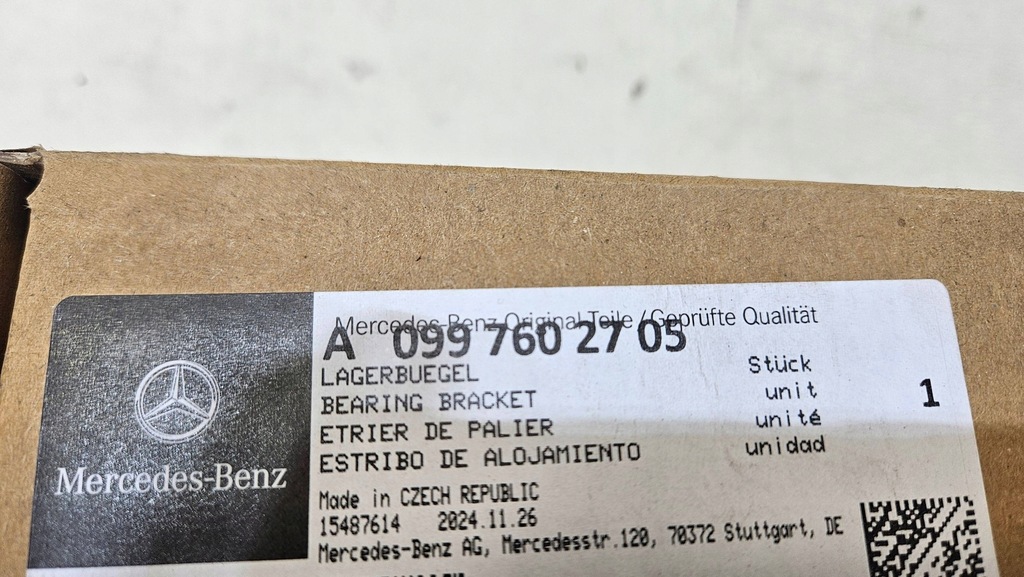 Mercedes-Benz Original Teile / Geprüfte Qualität
A 099 760 27 05
LAGERBUEGEL
BEARING BRACKET
ETRIER DE PALIER
ESTRIBO DE ALOJAMIENTO
Stück
unit
unité
unidad
1
Mercedes-Benz
Made in CZECH REPUBLIC
15487614 2024.11.26
Mercedes-Benz AG, Mercedesstr.120, 70372 Stuttgart, DE